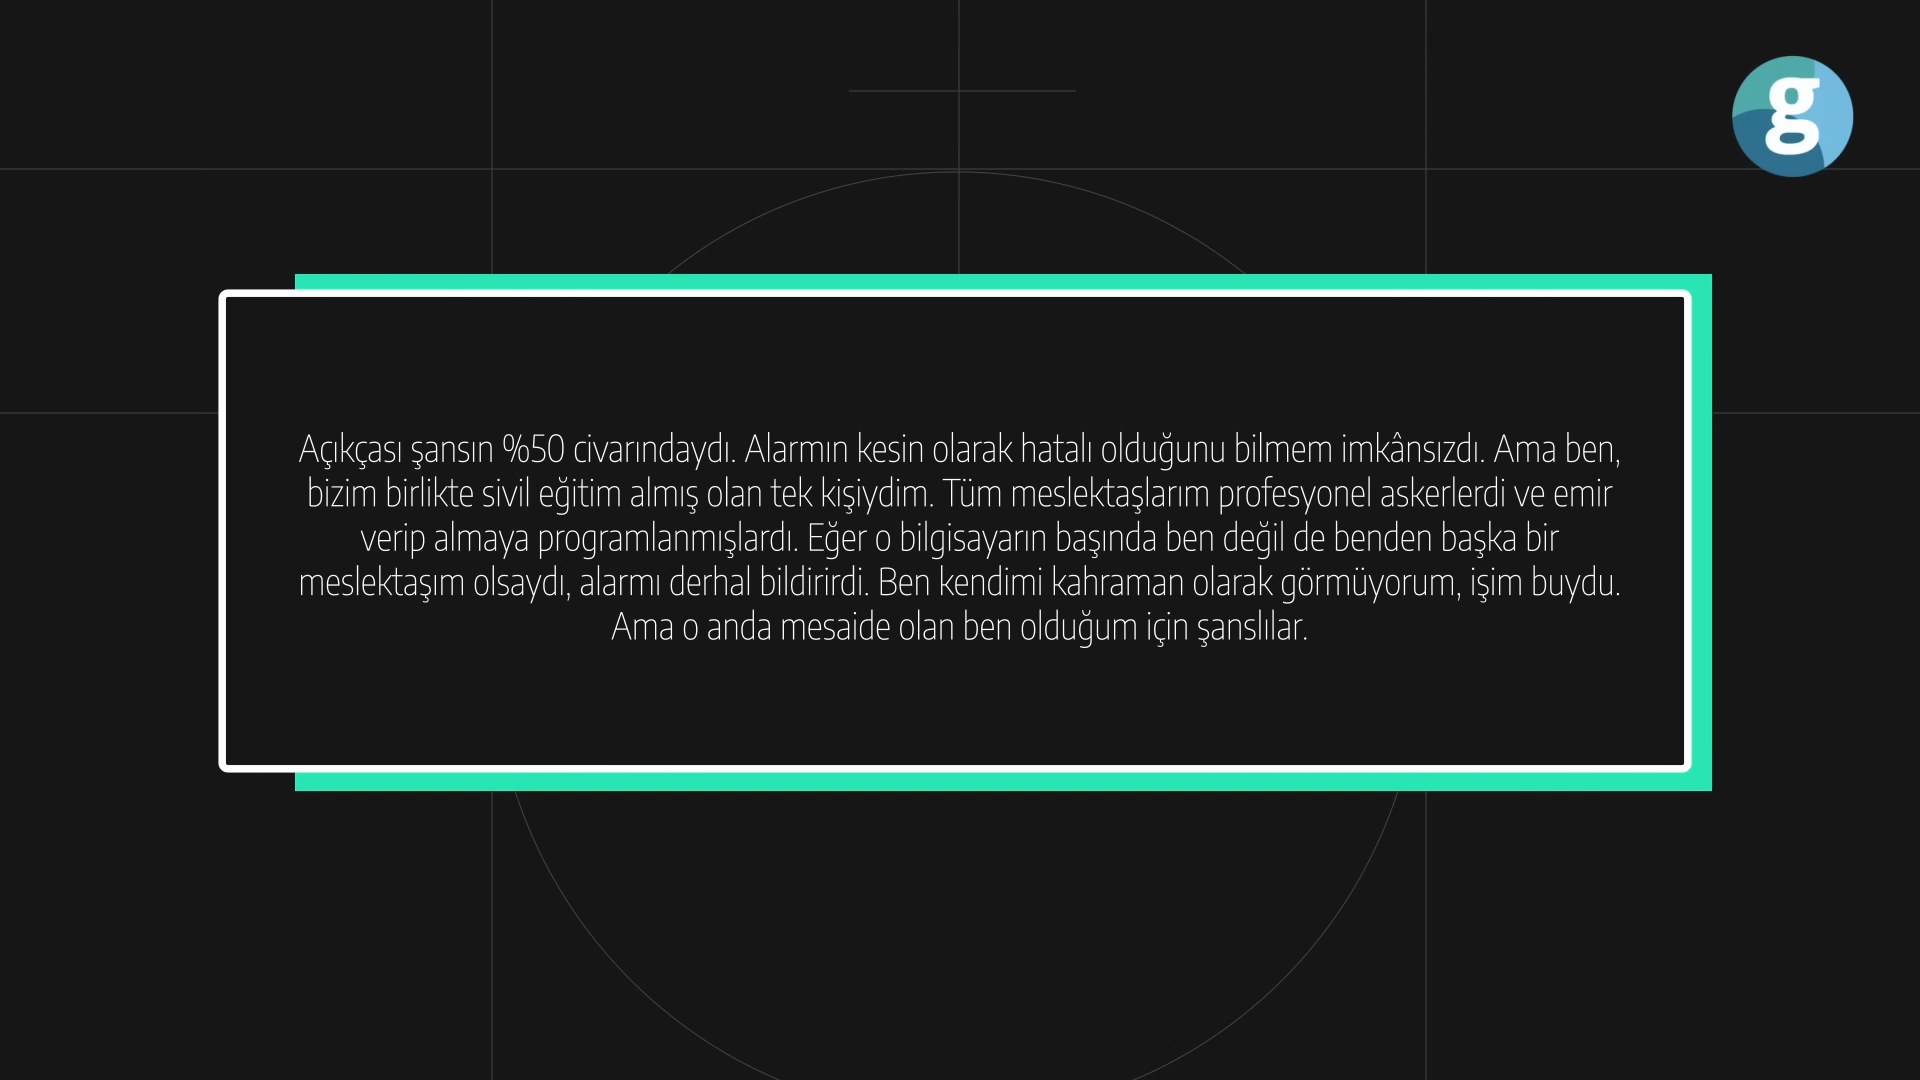 g
Açıkçası şansın %50 civarındaydı. Alarmın kesin olarak hatalı olduğunu bilmem imkânsızdı. Ama ben,
bizim birlikte sivil eğitim almış olan tek kişiydim. Tüm meslektaşlarım profesyonel askerlerdi ve emir
verip almaya programlanmışlardı. Eğer o bilgisayarın başında ben değil de benden başka bir
meslektaşım olsaydı, alarmı derhal bildirirdi. Ben kendimi kahraman olarak görmüyorum, işim buydu.
Ama o anda mesaide olan ben olduğum için şanslılar.